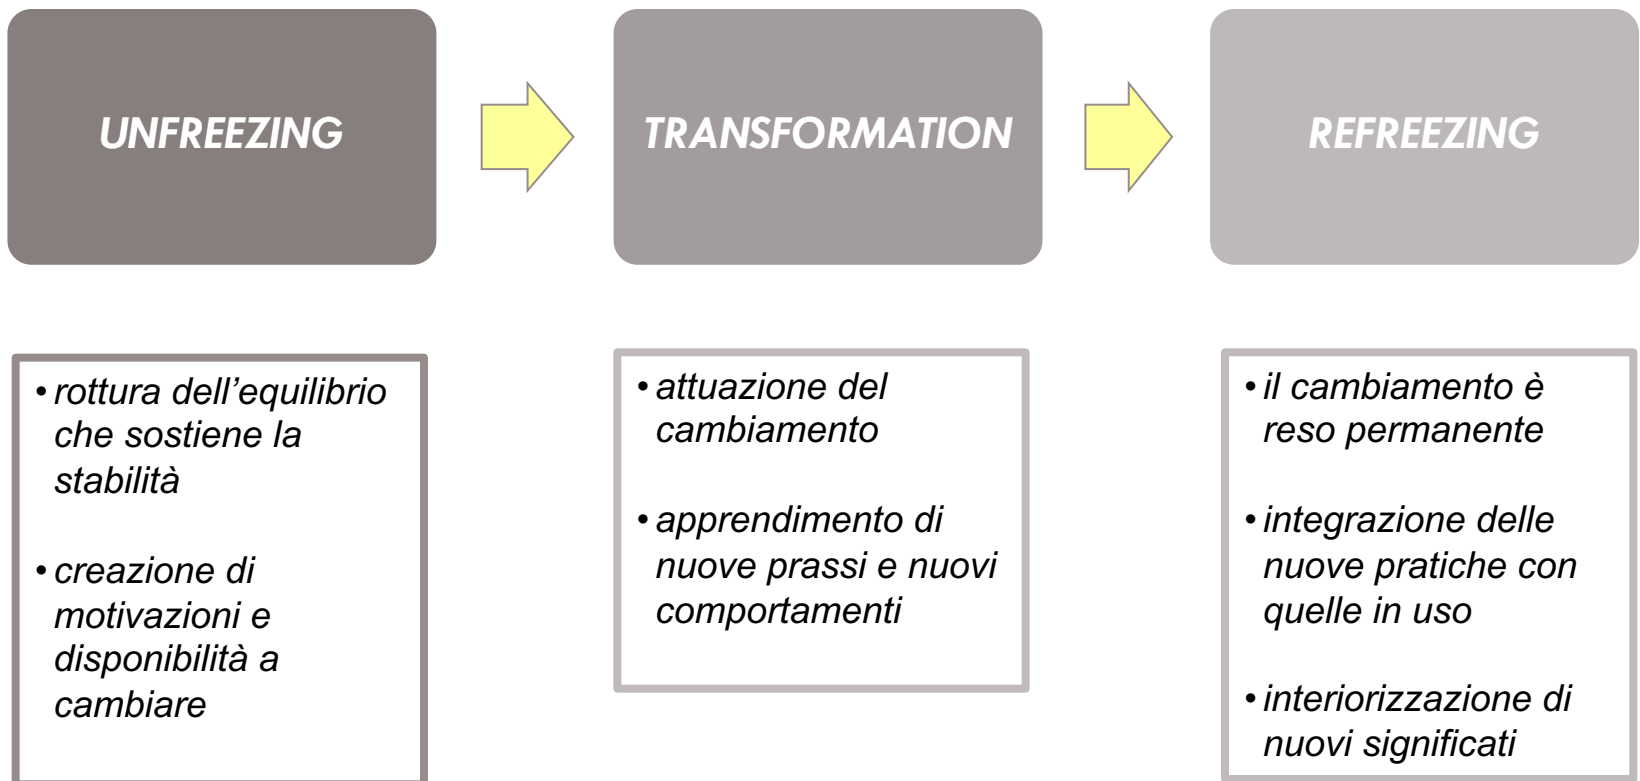 UNFREEZING
TRANSFORMATION
REFREEZING
• rottura dell’equilibrio
che sostiene la
stabilità
• creazione di
motivazioni e
disponibilità a
cambiare
• attuazione del
cambiamento
• apprendimento di
nuove prassi e nuovi
comportamenti
• il cambiamento è
reso permanente
• integrazione delle
nuove pratiche con
quelle in uso
• interiorizzazione di
nuovi significati